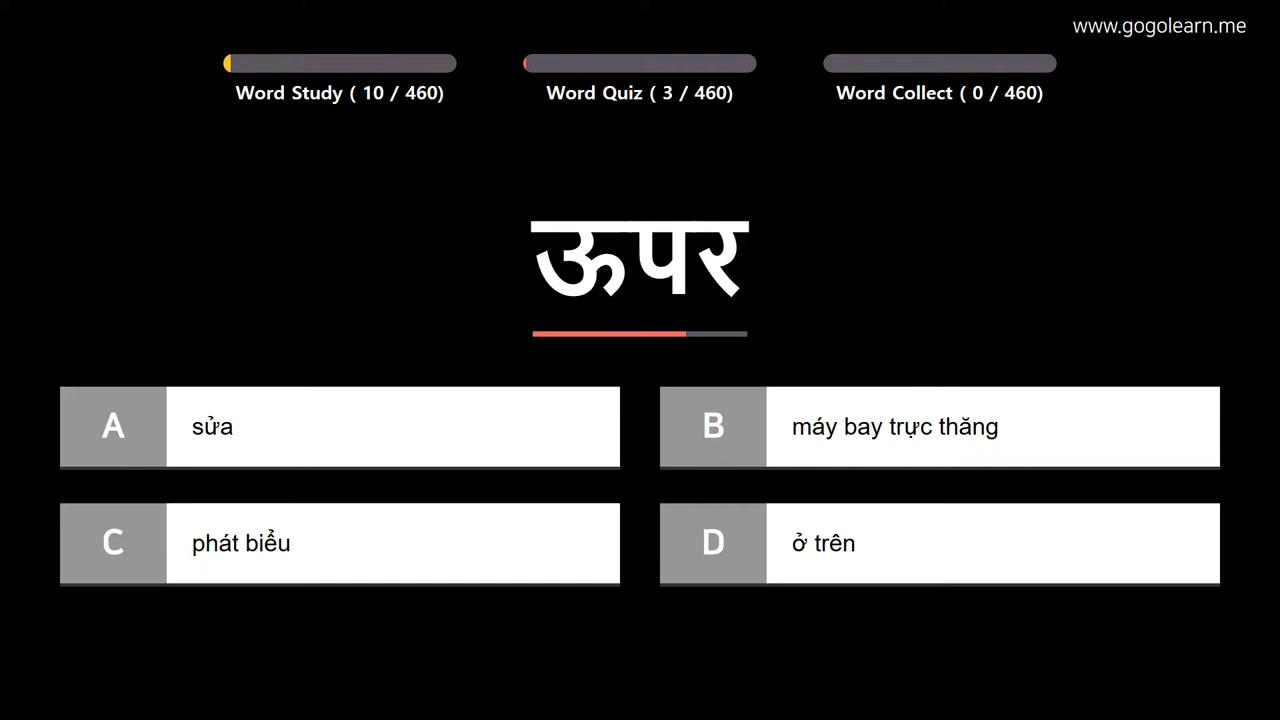 www.gogolearn.me
Word Study ( 10 / 460)
Word Quiz ( 3 / 460)
Word Collect ( 0 / 460)
ऊपर
A
sửa
B
máy bay trực thăng
C
phát biểu
D
ở trên